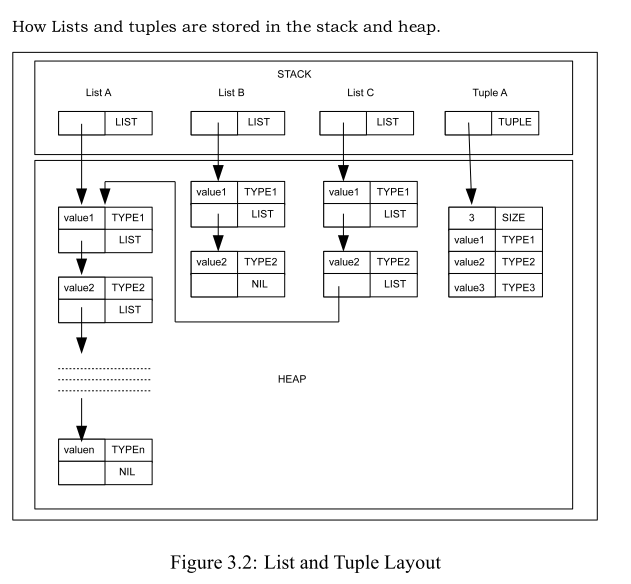 How Lists and tuples are stored in the stack and heap.
STACK
List A List B List C Tuple A
LIST LIST LIST TUPLE
value1 TYPE1 value1 TYPE1
LIST LIST
value1 TYPE1 3 SIZE
LIST value1 TYPE1
value2 TYPE2 value2 TYPE2 value2 TYPE2
NIL LIST
value2 TYPE2 value3 TYPE3
LIST
HEAP
valuen TYPEn
NIL
Figure 3.2: List and Tuple Layout